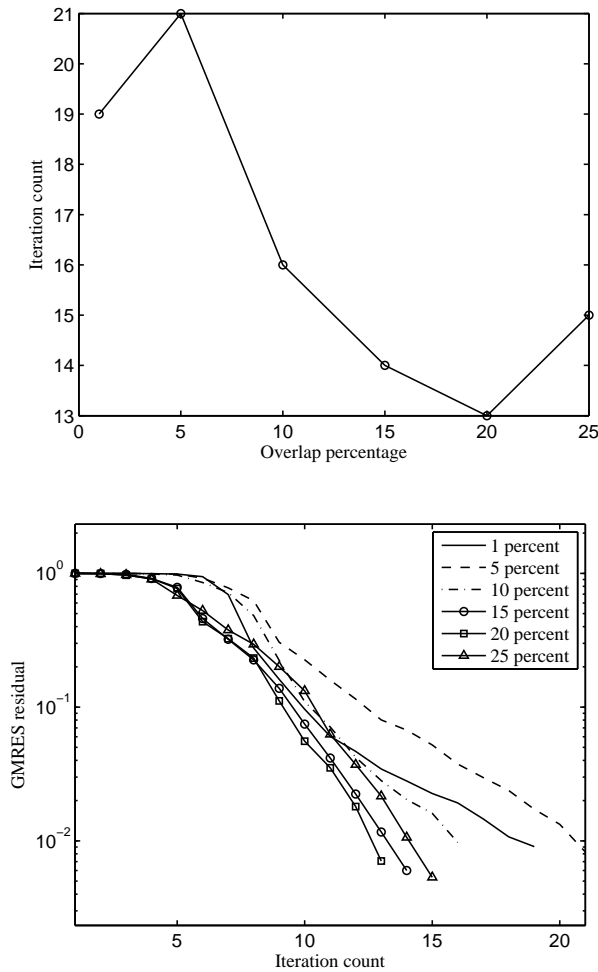 21
20
19
18
17
16
15
14
13
Iteration count
0 5 10 15 20 25
Overlap percentage
10^0
10^-1
10^-2
GMRES residual
1 percent
5 percent
10 percent
15 percent
20 percent
25 percent
5 10 15 20
Iteration count